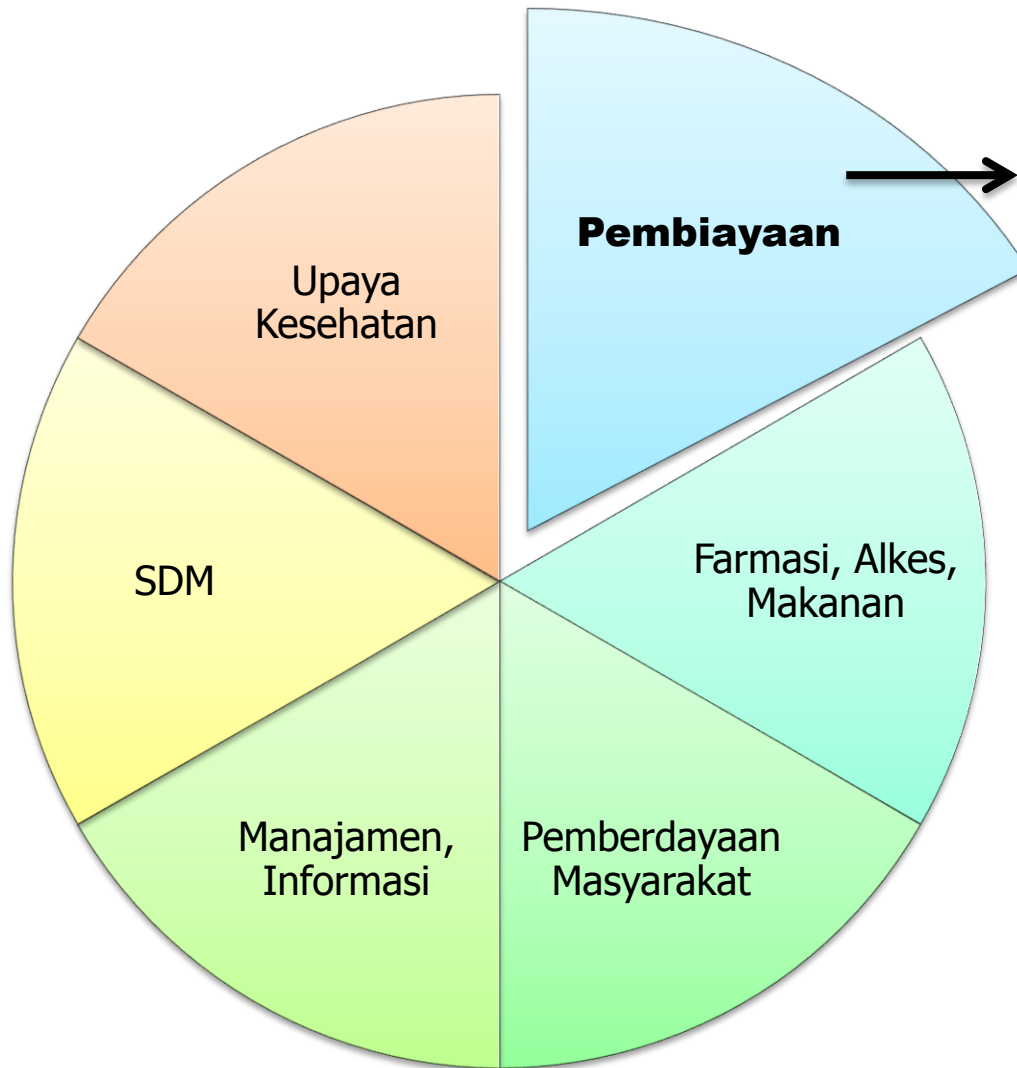 Pembiayaan
Upaya
Kesehatan
Farmasi, Alkes,
Makanan
SDM
Manajamen,
Informasi
Pemberdayaan
Masyarakat